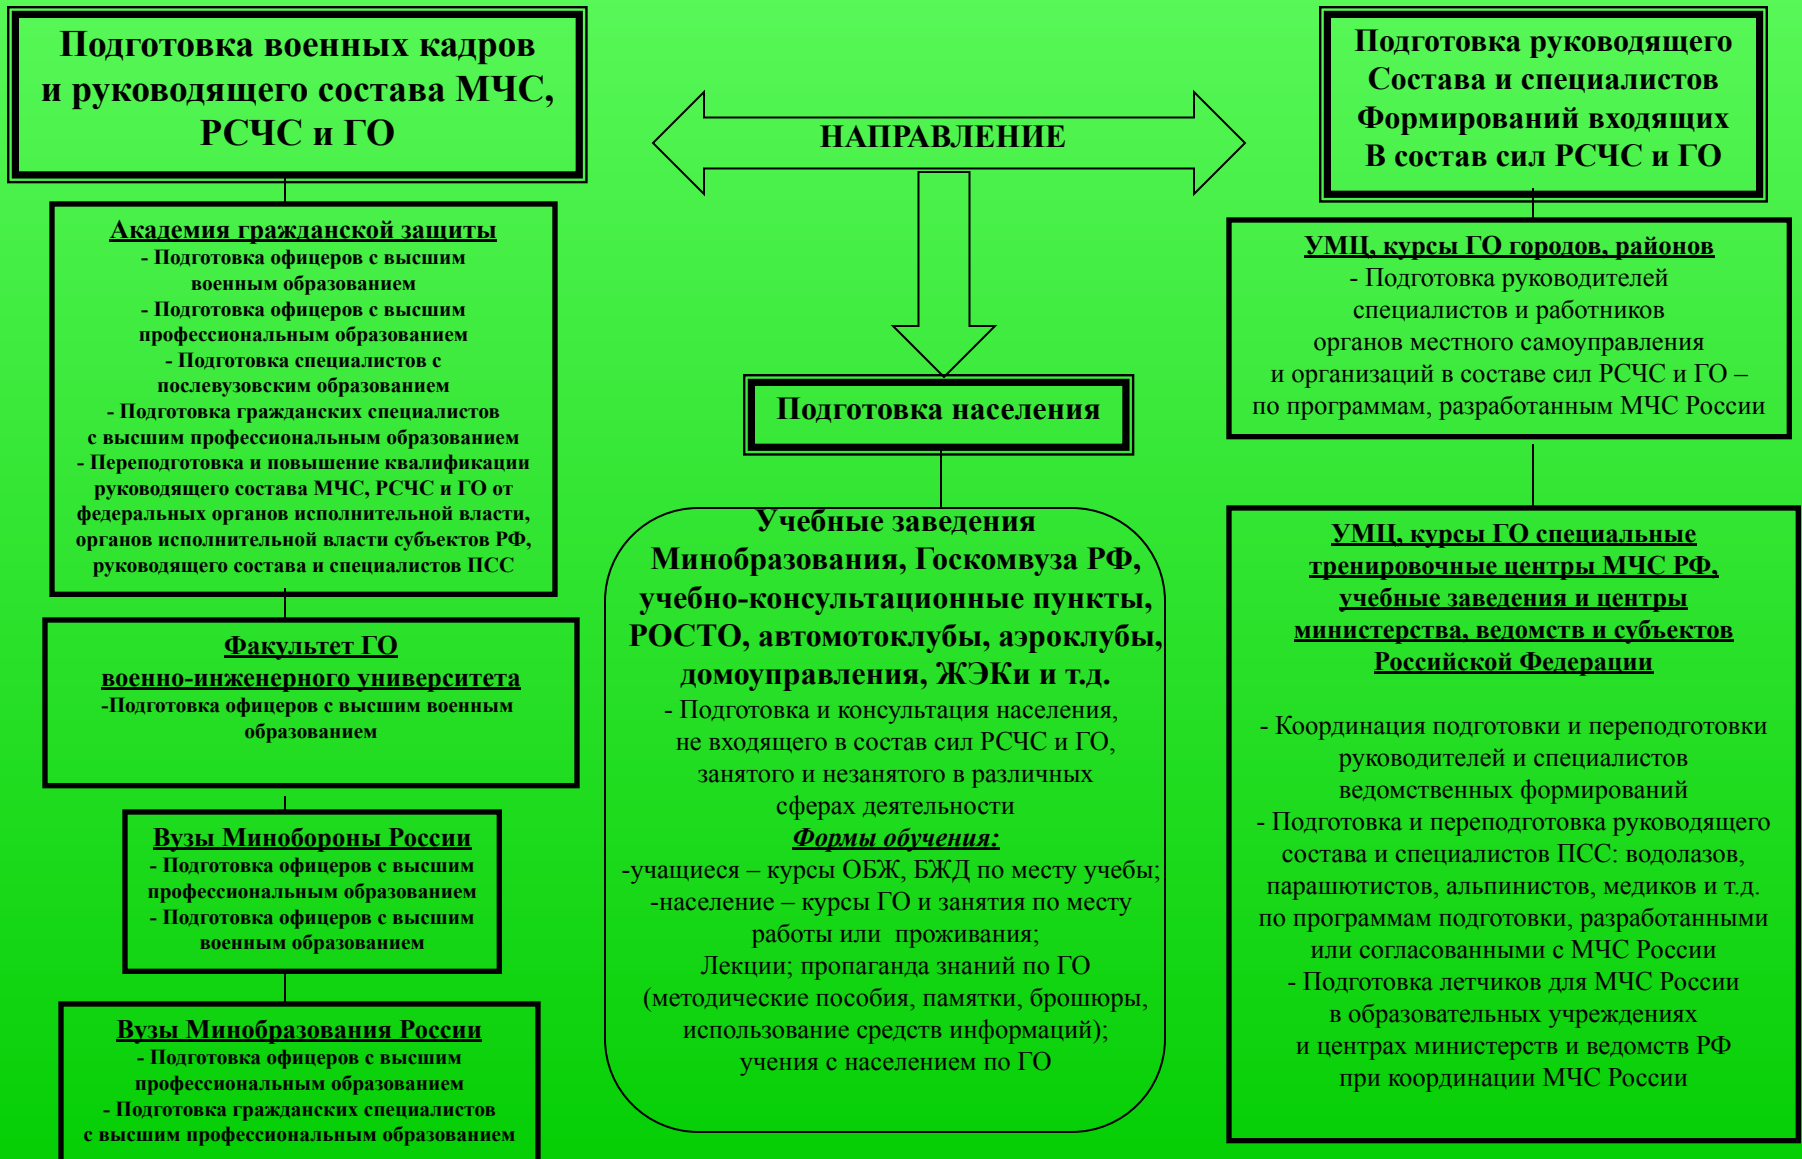 Подготовка военных кадров
и руководящего состава МЧС,
РСЧС и ГО
Академия гражданской защиты
- Подготовка офицеров с высшим
военным образованием
- Подготовка офицеров с высшим
профессиональным образованием
- Подготовка специалистов с
послевузовским образованием
- Подготовка гражданских специалистов
с высшим профессиональным образованием
- Переподготовка и повышение квалификации
руководящего состава МЧС, РСЧС и ГО от
федеральных органов исполнительной власти,
органов исполнительной власти субъектов РФ,
руководящего состава и специалистов ПСС
Факультет ГО
военно-инженерного университета
-Подготовка офицеров с высшим военным
образованием
Вузы Минобороны России
- Подготовка офицеров с высшим
профессиональным образованием
- Подготовка офицеров с высшим
военным образованием
Вузы Минобразования России
- Подготовка офицеров с высшим
профессиональным образованием
- Подготовка гражданских специалистов
с высшим профессиональным образованием
НАПРАВЛЕНИЕ
Подготовка населения
Учебные заведения
Минобразования, Госкомвуза РФ,
учебно-консультационные пункты,
РОСТО, автомотоклубы, аэроклубы,
домоуправления, ЖЭКи и т.д.
- Подготовка и консультация населения,
не входящего в состав сил РСЧС и ГО,
занятого и незанятого в различных
сферах деятельности
Формы обучения:
-учащиеся – курсы ОБЖ, БЖД по месту учебы;
-население – курсы ГО и занятия по месту
работы или проживания;
Лекции; пропаганда знаний по ГО
(методические пособия, памятки, брошюры,
использование средств информаций);
учения с населением по ГО
Подготовка руководящего
Состава и специалистов
Формирований входящих
В состав сил РСЧС и ГО
УМЦ, курсы ГО городов, районов
- Подготовка руководителей
специалистов и работников
органов местного самоуправления
и организаций в составе сил РСЧС и ГО –
по программам, разработанным МЧС России
УМЦ, курсы ГО специальные
тренировочные центры МЧС РФ,
учебные заведения и центры
министерства, ведомств и субъектов
Российской Федерации
- Координация подготовки и переподготовки
руководителей и специалистов
ведомственных формирований
- Подготовка и переподготовка руководящего
состава и специалистов ПСС: водолазов,
парашютистов, альпинистов, медиков и т.д.
по программам подготовки, разработанными
или согласованными с МЧС России
- Подготовка летчиков для МЧС России
в образовательных учреждениях
и центрах министерств и ведомств РФ
при координации МЧС России